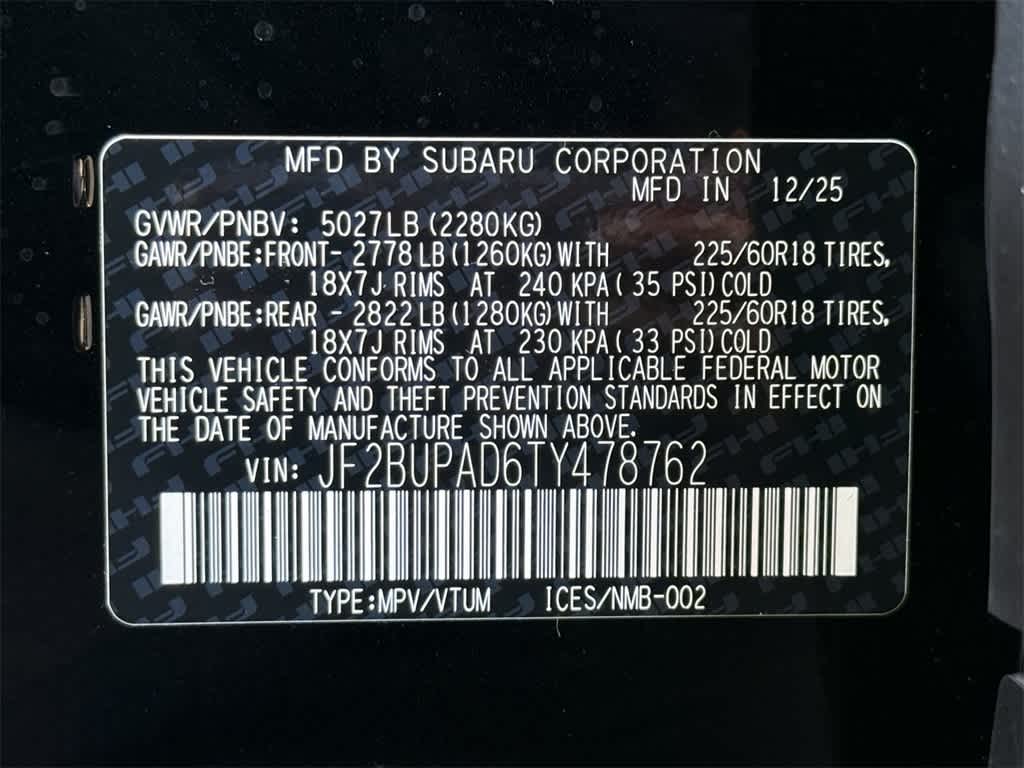 MFD BY SUBARU CORPORATION
MFD IN 12/25
GVWR/PNBV: 5027LB (2280KG)
GAWR/PNBE:FRONT- 2778 LB (1260KG) WITH 225/60R18 TIRES,
18X7J RIMS AT 240 KPA ( 35 PSI) COLD
GAWR/PNBE:REAR - 2822 LB (1280KG) WITH 225/60R18 TIRES,
18X7J RIMS AT 230 KPA ( 33 PSI) COLD
THIS VEHICLE CONFORMS TO ALL APPLICABLE FEDERAL MOTOR
VEHICLE SAFETY AND THEFT PREVENTION STANDARDS IN EFFECT ON
THE DATE OF MANUFACTURE SHOWN ABOVE.
VIN: JF2BUPAD6TY478762
TYPE:MPV/VTUM ICES/NMB-002